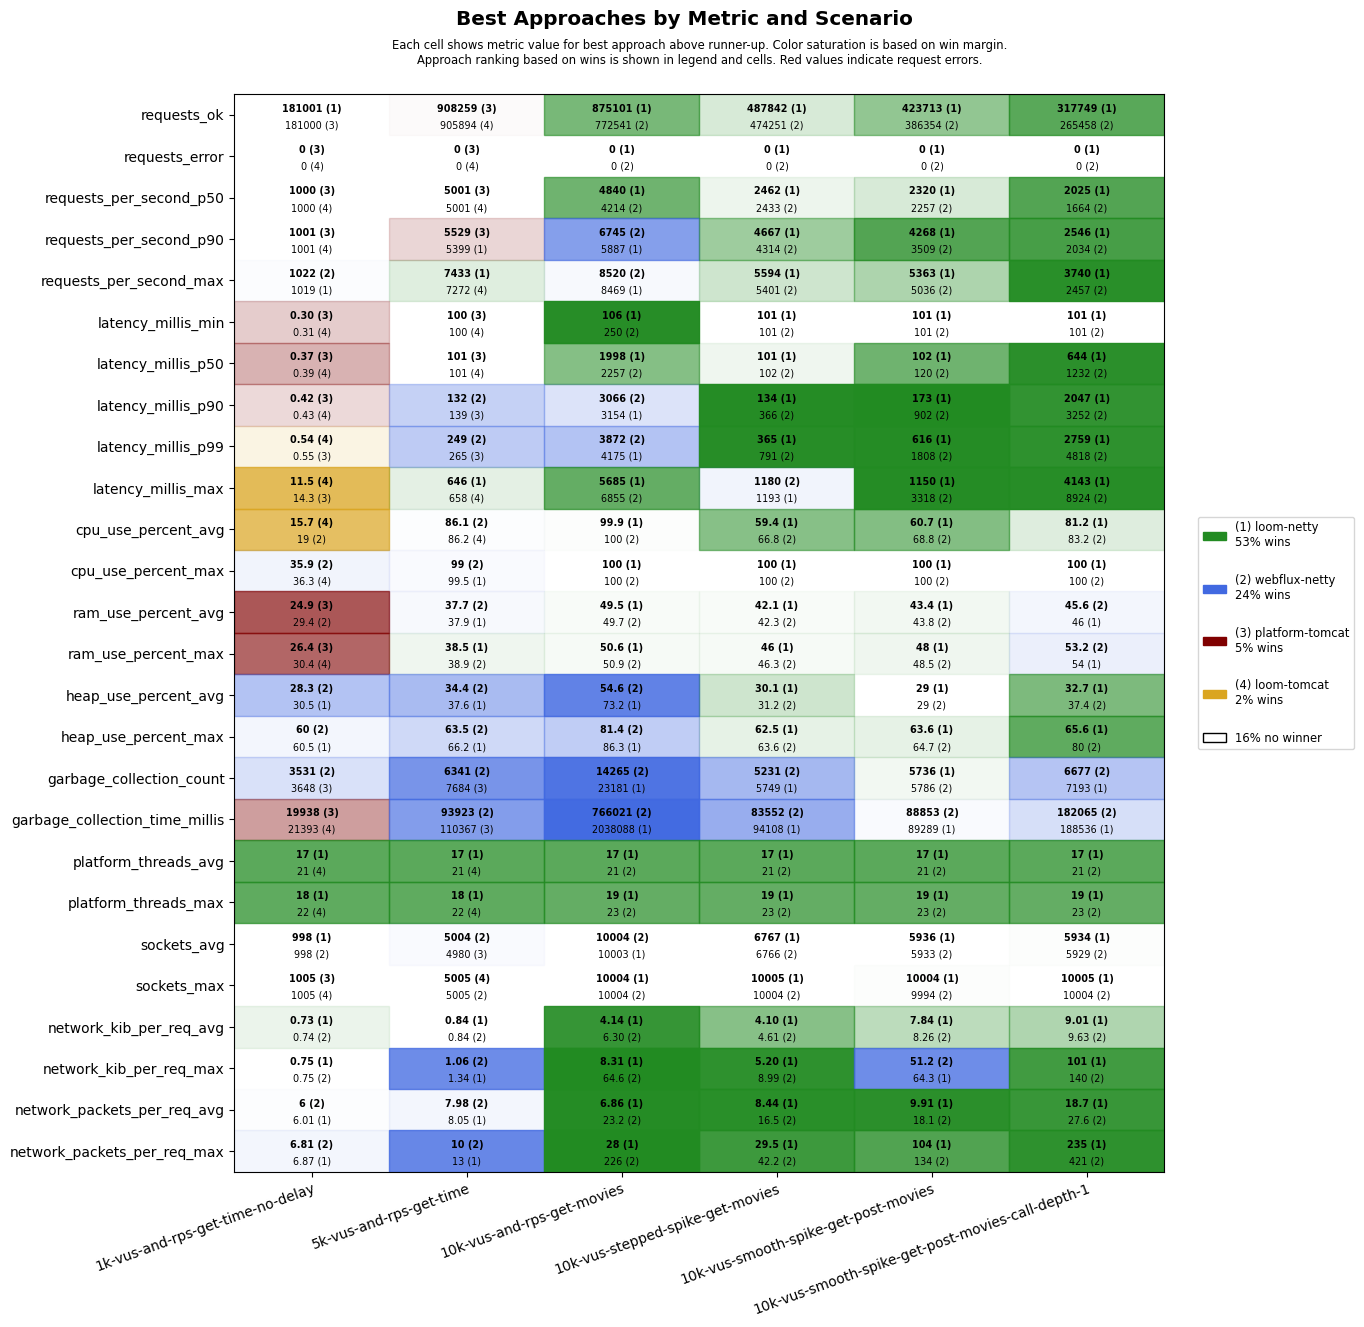 Best Approaches by Metric and Scenario
Each cell shows metric value for best approach above runner-up. Color saturation is based on win margin.
Approach ranking based on wins is shown in legend and cells. Red values indicate request errors.
requests_ok
181001 (1) 908259 (3) 875101 (1) 487842 (1) 423713 (1) 317749 (1)
181000 (3) 905894 (4) 772541 (2) 474251 (2) 386354 (2) 265458 (2)
requests_error
0 (3) 0 (3) 0 (1) 0 (1) 0 (1) 0 (1)
0 (4) 0 (4) 0 (2) 0 (2) 0 (2) 0 (2)
requests_per_second_p50
1000 (3) 5001 (3) 4840 (1) 2462 (1) 2320 (1) 2025 (1)
1000 (4) 5001 (4) 4214 (2) 2433 (2) 2257 (2) 1664 (2)
requests_per_second_p90
1001 (3) 5529 (3) 6745 (2) 4667 (1) 4268 (1) 2546 (1)
1001 (4) 5399 (1) 5887 (1) 4314 (2) 3509 (2) 2034 (2)
requests_per_second_max
1022 (2) 7433 (1) 8520 (2) 5594 (1) 5363 (1) 3740 (1)
1019 (1) 7272 (4) 8469 (1) 5401 (2) 5036 (2) 2457 (2)
latency_millis_min
0.30 (3) 100 (3) 106 (1) 101 (1) 101 (1) 101 (1)
0.31 (4) 100 (4) 250 (2) 101 (2) 101 (2) 101 (2)
latency_millis_p50
0.37 (3) 101 (3) 1998 (1) 101 (1) 102 (1) 644 (1)
0.39 (4) 101 (4) 2257 (2) 102 (2) 120 (2) 1232 (2)
latency_millis_p90
0.42 (3) 132 (2) 3066 (2) 134 (1) 173 (1) 2047 (1)
0.43 (4) 139 (3) 3154 (1) 366 (2) 902 (2) 3252 (2)
latency_millis_p99
0.54 (4) 249 (2) 3872 (2) 365 (1) 616 (1) 2759 (1)
0.55 (3) 265 (3) 4175 (1) 791 (2) 1808 (2) 4818 (2)
latency_millis_max
11.5 (4) 646 (1) 5685 (1) 1180 (2) 1150 (1) 4143 (1)
14.3 (3) 658 (4) 6855 (2) 1193 (1) 3318 (2) 8924 (2)
cpu_use_percent_avg
15.7 (4) 86.1 (2) 99.9 (1) 59.4 (1) 60.7 (1) 81.2 (1)
19 (2) 86.2 (4) 100 (2) 66.8 (2) 68.8 (2) 83.2 (2)
cpu_use_percent_max
35.9 (2) 99 (2) 100 (1) 100 (1) 100 (1) 100 (1)
36.3 (4) 99.5 (1) 100 (2) 100 (2) 100 (2) 100 (2)
ram_use_percent_avg
24.9 (3) 37.7 (2) 49.5 (1) 42.1 (1) 43.4 (1) 45.6 (2)
29.4 (2) 37.9 (1) 49.7 (2) 42.3 (2) 43.8 (2) 46 (1)
ram_use_percent_max
26.4 (3) 38.5 (1) 50.6 (1) 46 (1) 48 (1) 53.2 (2)
30.4 (4) 38.9 (2) 50.9 (2) 46.3 (2) 48.5 (2) 54 (1)
heap_use_percent_avg
28.3 (2) 34.4 (2) 54.6 (2) 30.1 (1) 29 (1) 32.7 (1)
30.5 (1) 37.6 (1) 73.2 (1) 31.2 (2) 29 (2) 37.4 (2)
heap_use_percent_max
60 (2) 63.5 (2) 81.4 (2) 62.5 (1) 63.6 (1) 65.6 (1)
60.5 (1) 66.2 (1) 86.3 (1) 63.6 (2) 64.7 (2) 80 (2)
garbage_collection_count
3531 (2) 6341 (2) 14265 (2) 5231 (2) 5736 (1) 6677 (2)
3648 (3) 7684 (3) 23181 (1) 5749 (1) 5786 (2) 7193 (1)
garbage_collection_time_millis
19938 (3) 93923 (2) 766021 (2) 83552 (2) 88853 (2) 182065 (2)
21393 (4) 110367 (3) 2038088 (1) 94108 (1) 89289 (1) 188536 (1)
platform_threads_avg
17 (1) 17 (1) 17 (1) 17 (1) 17 (1) 17 (1)
21 (4) 21 (4) 21 (2) 21 (2) 21 (2) 21 (2)
platform_threads_max
18 (1) 18 (1) 19 (1) 19 (1) 19 (1) 19 (1)
22 (4) 22 (4) 23 (2) 23 (2) 23 (2) 23 (2)
sockets_avg
998 (1) 5004 (2) 10004 (2) 6767 (1) 5936 (1) 5934 (1)
998 (2) 4980 (3) 10003 (1) 6766 (2) 5933 (2) 5929 (2)
sockets_max
1005 (3) 5005 (4) 10004 (1) 10005 (1) 10004 (1) 10005 (1)
1005 (4) 5005 (2) 10004 (2) 10004 (2) 9994 (2) 10004 (2)
network_kib_per_req_avg
0.73 (1) 0.84 (1) 4.14 (1) 4.10 (1) 7.84 (1) 9.01 (1)
0.74 (2) 0.84 (2) 6.30 (2) 4.61 (2) 8.26 (2) 9.63 (2)
network_kib_per_req_max
0.75 (1) 1.06 (2) 8.31 (1) 5.20 (1) 51.2 (2) 101 (1)
0.75 (2) 1.34 (1) 64.6 (2) 8.99 (2) 64.3 (1) 140 (2)
network_packets_per_req_avg
6 (2) 7.98 (2) 6.86 (1) 8.44 (1) 9.91 (1) 18.7 (1)
6.01 (1) 8.05 (1) 23.2 (2) 16.5 (2) 18.1 (2) 27.6 (2)
network_packets_per_req_max
6.81 (2) 10 (2) 28 (1) 29.5 (1) 104 (1) 235 (1)
6.87 (1) 13 (1) 226 (2) 42.2 (2) 134 (2) 421 (2)
1k-vus-and-rps-get-time-no-delay
5k-vus-and-rps-get-time
10k-vus-and-rps-get-movies
10k-vus-stepped-spike-get-movies
10k-vus-smooth-spike-get-post-movies
10k-vus-smooth-spike-get-post-movies-call-depth-1
(1) loom-netty
53% wins
(2) webflux-netty
24% wins
(3) platform-tomcat
5% wins
(4) loom-tomcat
2% wins
16% no winner